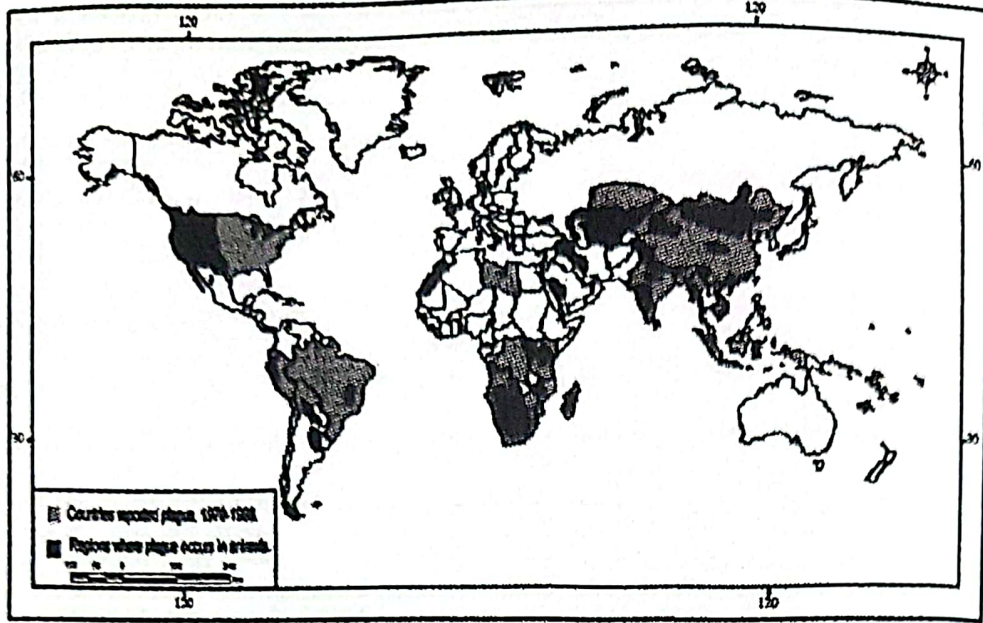 120 120
60 60
30 30
Countries reported plague, 1970-1998.
Regions where plague occurs in animals.
120 120